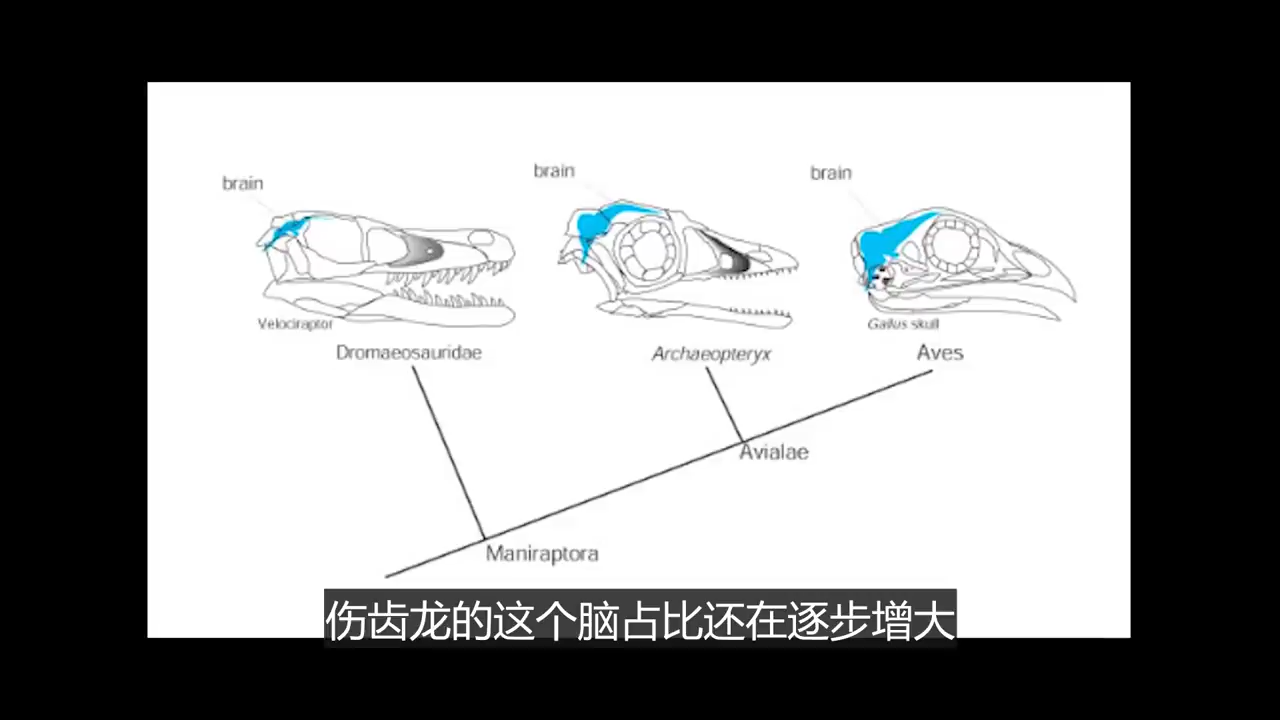 brain
brain
brain
Velociraptor
Gallus skull
Dromaeosauridae
Archaeopteryx
Aves
Avialae
Maniraptora
伤齿龙的这个脑占比还在逐步增大